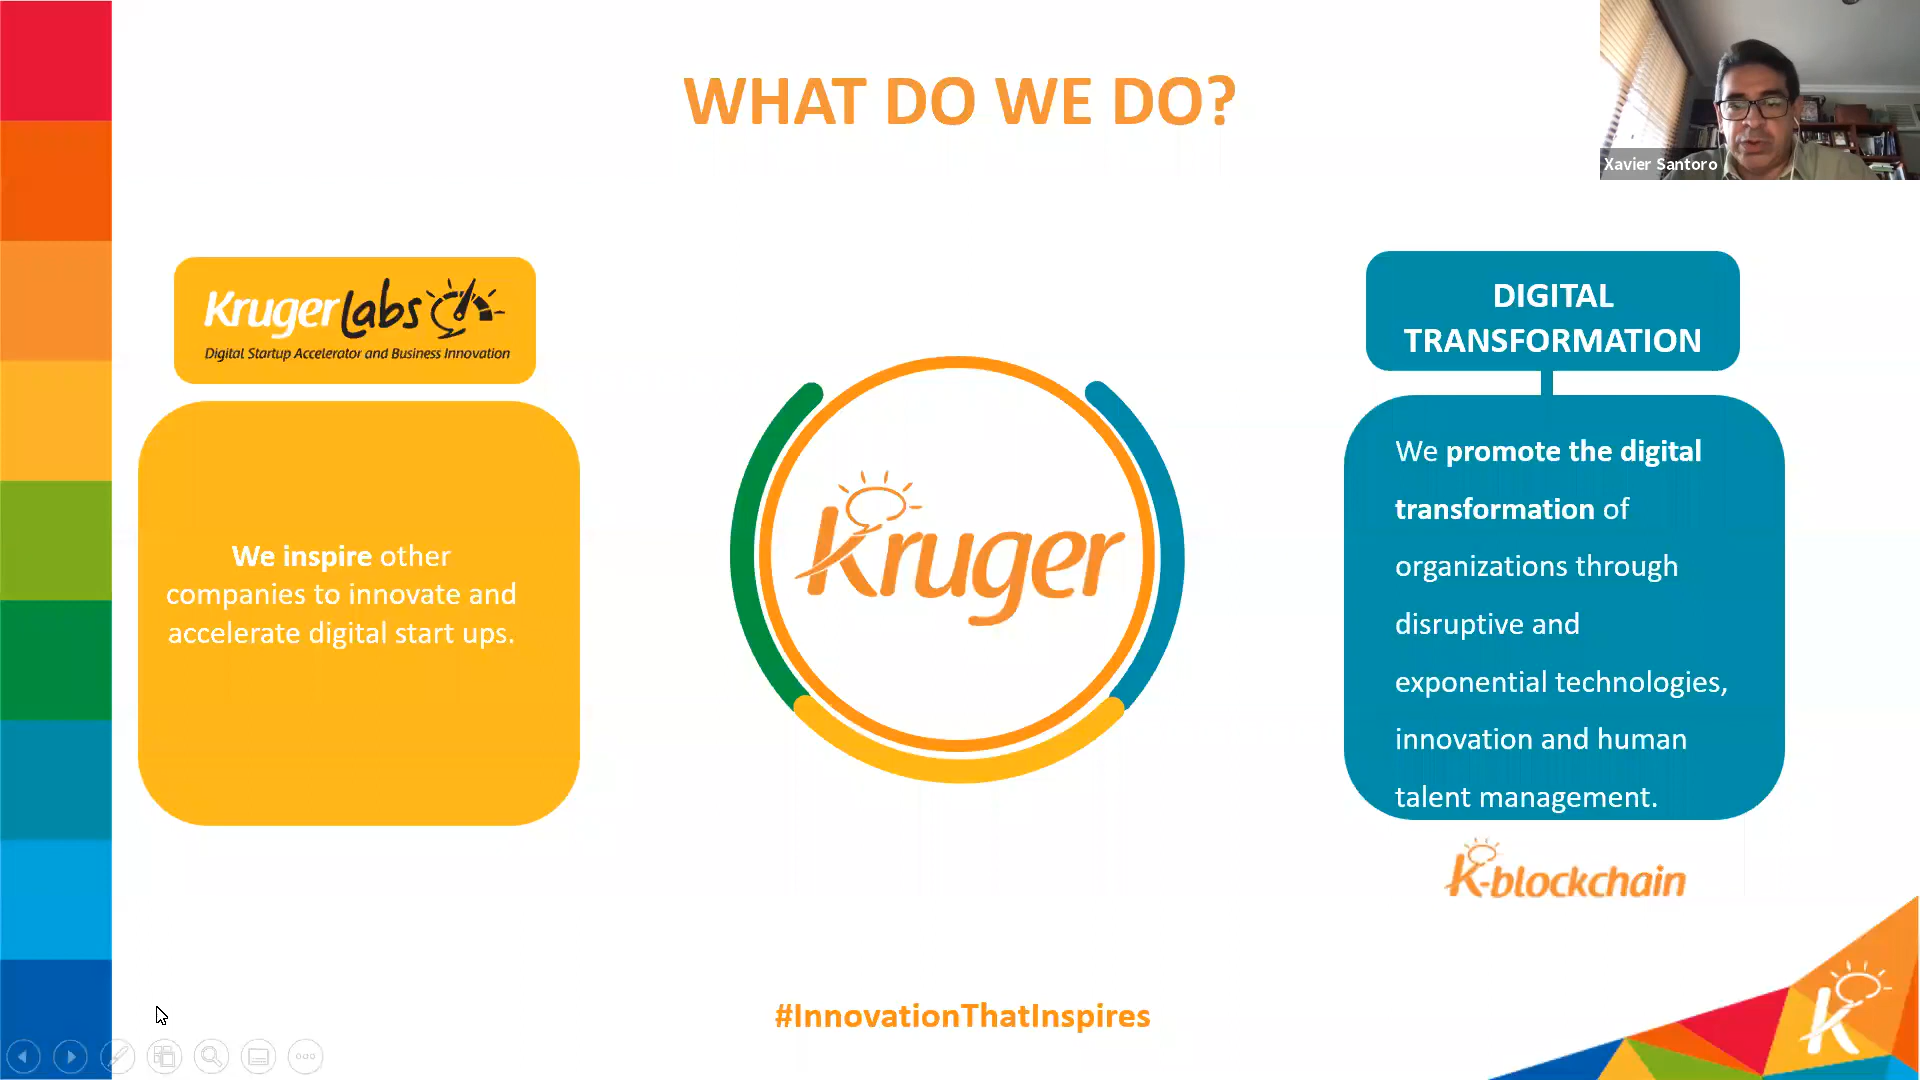 WHAT DO WE DO?
Xavier Santoro
KrugerLabs
Digital Startup Accelerator and Business Innovation
We inspire other
companies to innovate and
accelerate digital start ups.
Kruger
DIGITAL
TRANSFORMATION
We promote the digital
transformation of
organizations through
disruptive and
exponential technologies,
innovation and human
talent management.
K-blockchain
#InnovationThatInspires
K